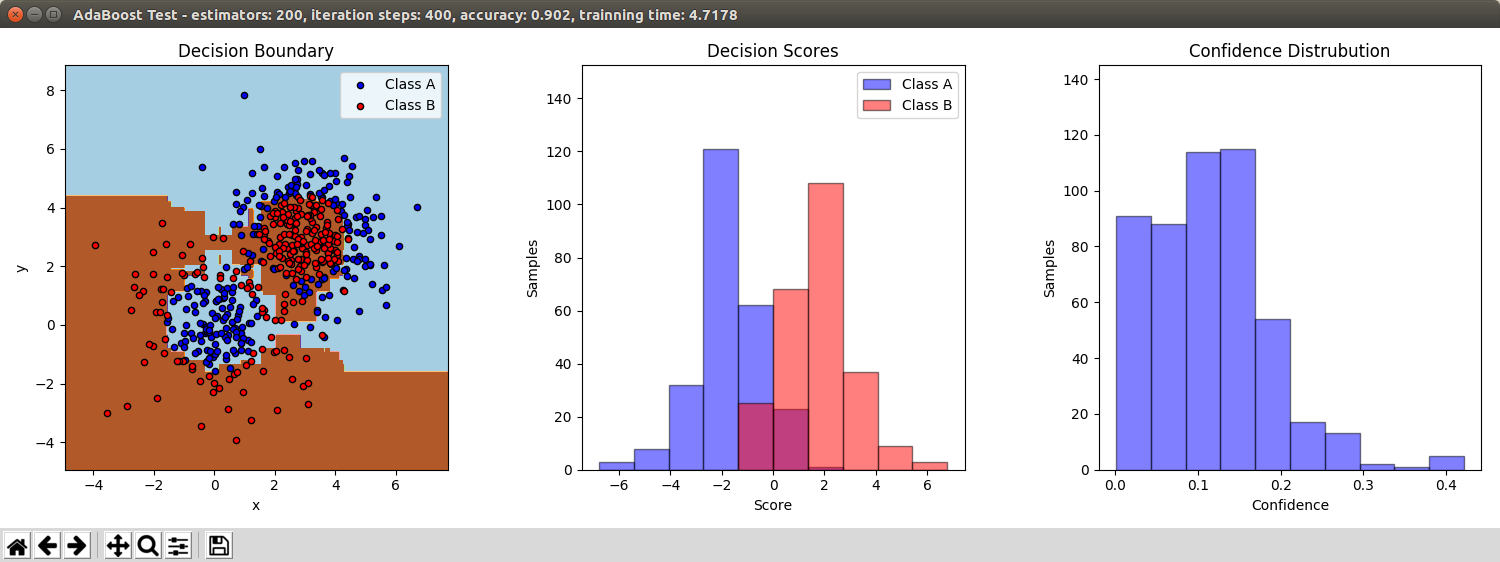 AdaBoost Test - estimators: 200, iteration steps: 400, accuracy: 0.902, trainning time: 4.7178
Decision Boundary
Class A
Class B
8
6
4
2
0
−2
−4
−4
−2
0
2
4
6
x
y
Decision Scores
Class A
Class B
140
120
100
80
60
40
20
0
−6
−4
−2
0
2
4
6
Score
Samples
Confidence Distrubution
140
120
100
80
60
40
20
0
0.0
0.1
0.2
0.3
0.4
Confidence
Samples